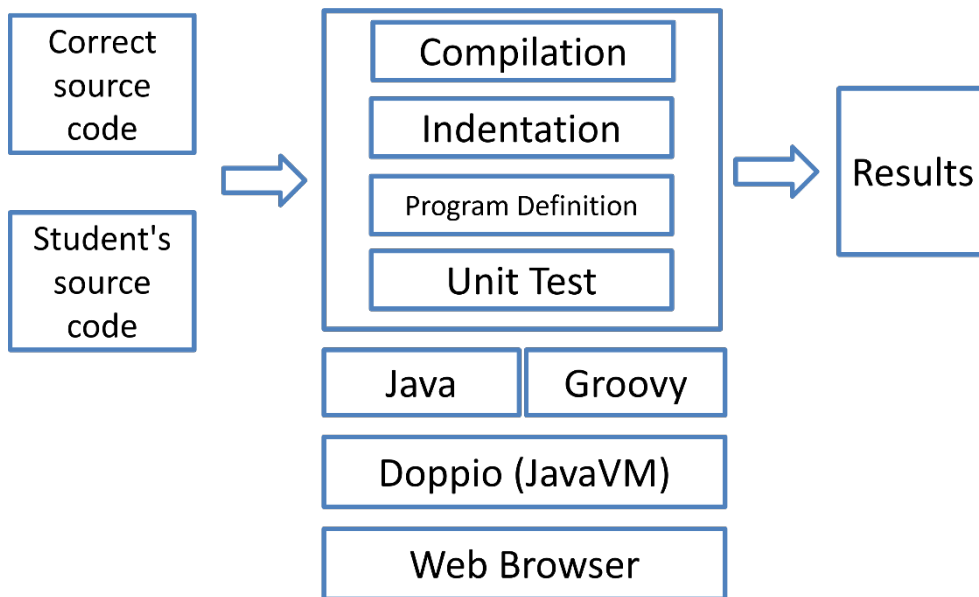 Correct
source
code
Student's
source
code
Compilation
Indentation
Program Definition
Unit Test
Results
Java
Groovy
Doppio (JavaVM)
Web Browser